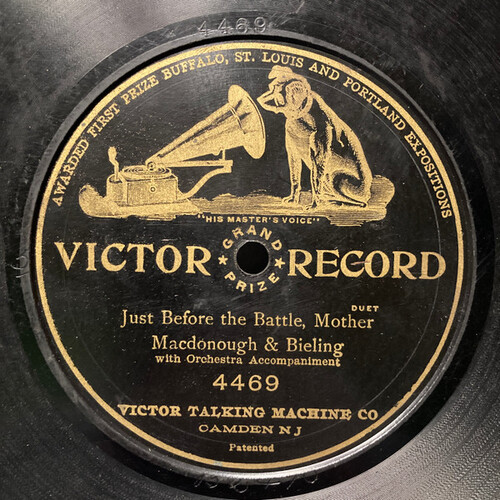 4469
AWARDED FIRST PRIZE BUFFALO, ST. LOUIS AND PORTLAND EXPOSITIONS
"HIS MASTER'S VOICE"
VICTOR GRAND PRIZE RECORD
DUET
Just Before the Battle, Mother
Macdonough & Bieling
with Orchestra Accompaniment
4469
VICTOR TALKING MACHINE CO
CAMDEN N J
Patented